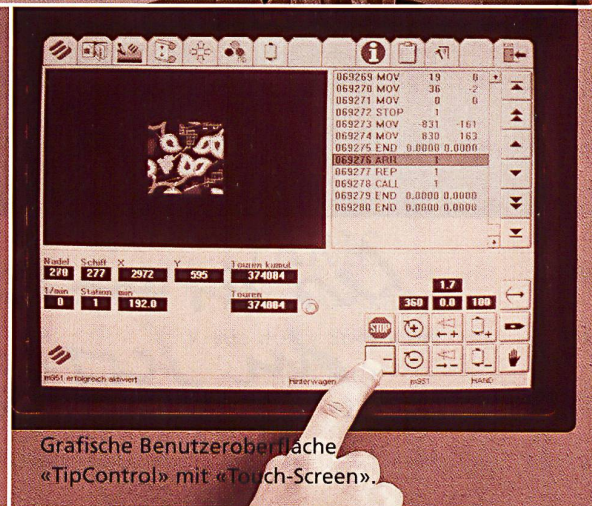 069269 MOV 19 0
069270 MOV 36 -2
069271 MOV 0 0
069272 STOP 1
069273 MOV -831 -161
069274 MOV 830 163
069275 END 0.0000 0.0000
069276 ARR 1
069277 REP 1
069278 CALL 1
069279 END 0.0000 0.0000
069280 END 0.0000 0.0000
Nadel Schiff X Y Touren kumul
270 277 2972 595 374084
1/min Station min Touren
0 1 192.0 374084
1.7
360 0.0 100
STOP
m951 erfolgreich aktiviert Hinterwagen m951 HAND
Grafische Benutzeroberfläche
«TipControl» mit «Touch-Screen».